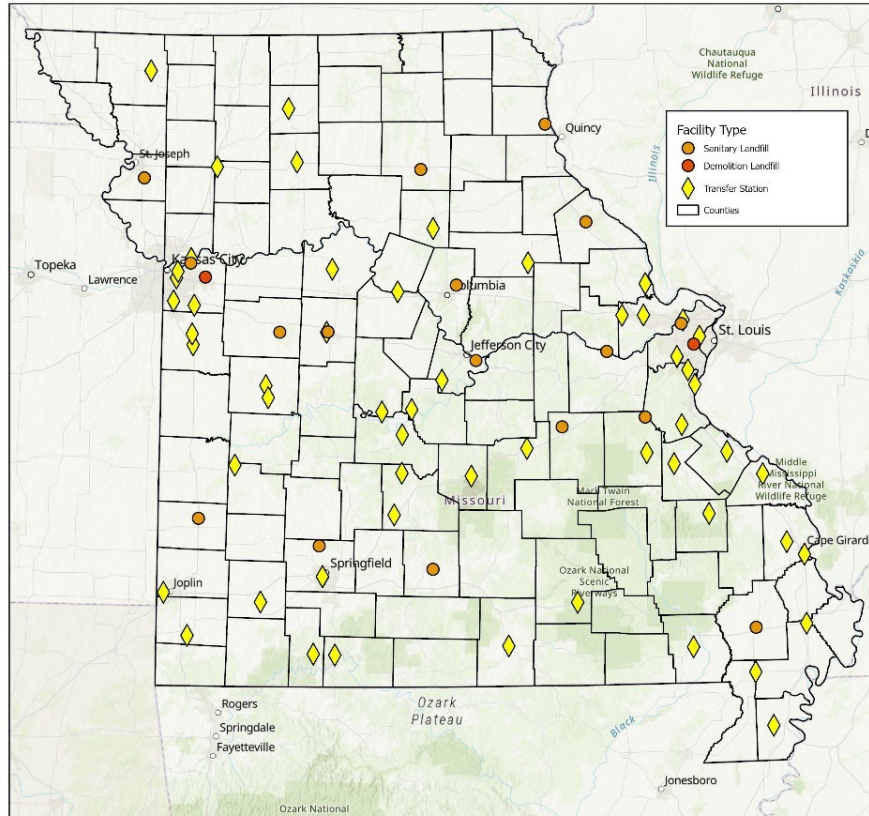 Chautauqua
National
Wildlife Refuge
Illinois
Quincy
Illinois
Facility Type
Sanitary Landfill
Demolition Landfill
Transfer Station
Counties
St. Joseph
Topeka
Lawrence
Kansas City
Columbia
Kaskaskia
St. Louis
Jefferson City
Middle
Mississippi
River National
Wildlife Refuge
Missouri
Mark Twain
National Forest
Cape Girard
Springfield
Ozark National
Scenic
Riverways
Joplin
Rogers
Springdale
Fayetteville
Ozark
Plateau
Black
Jonesboro
Ozark National